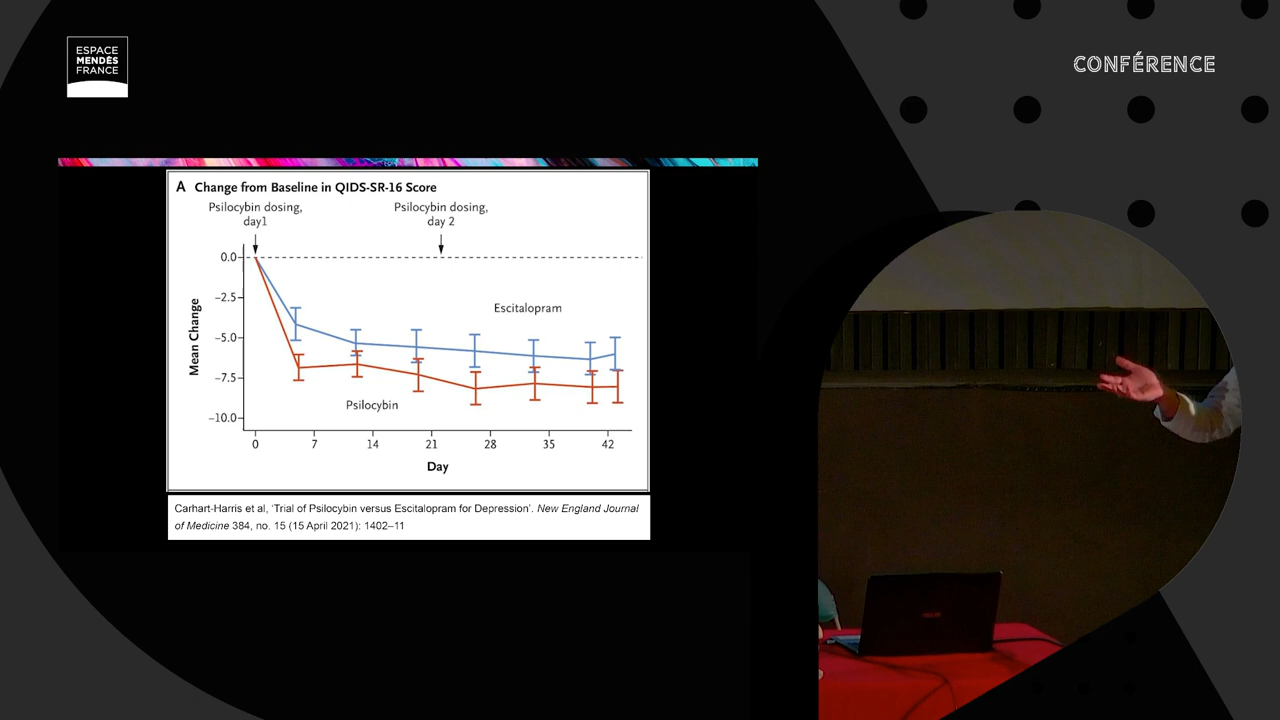 ESPACE
MENDÈS
FRANCE
CONFÉRENCE
A Change from Baseline in QIDS-SR-16 Score
Psilocybin dosing,
day1
Psilocybin dosing,
day 2
0.0
−2.5
−5.0
−7.5
−10.0
Mean Change
Escitalopram
Psilocybin
0 7 14 21 28 35 42
Day
Carhart-Harris et al, 'Trial of Psilocybin versus Escitalopram for Depression'. New England Journal
of Medicine 384, no. 15 (15 April 2021): 1402–11